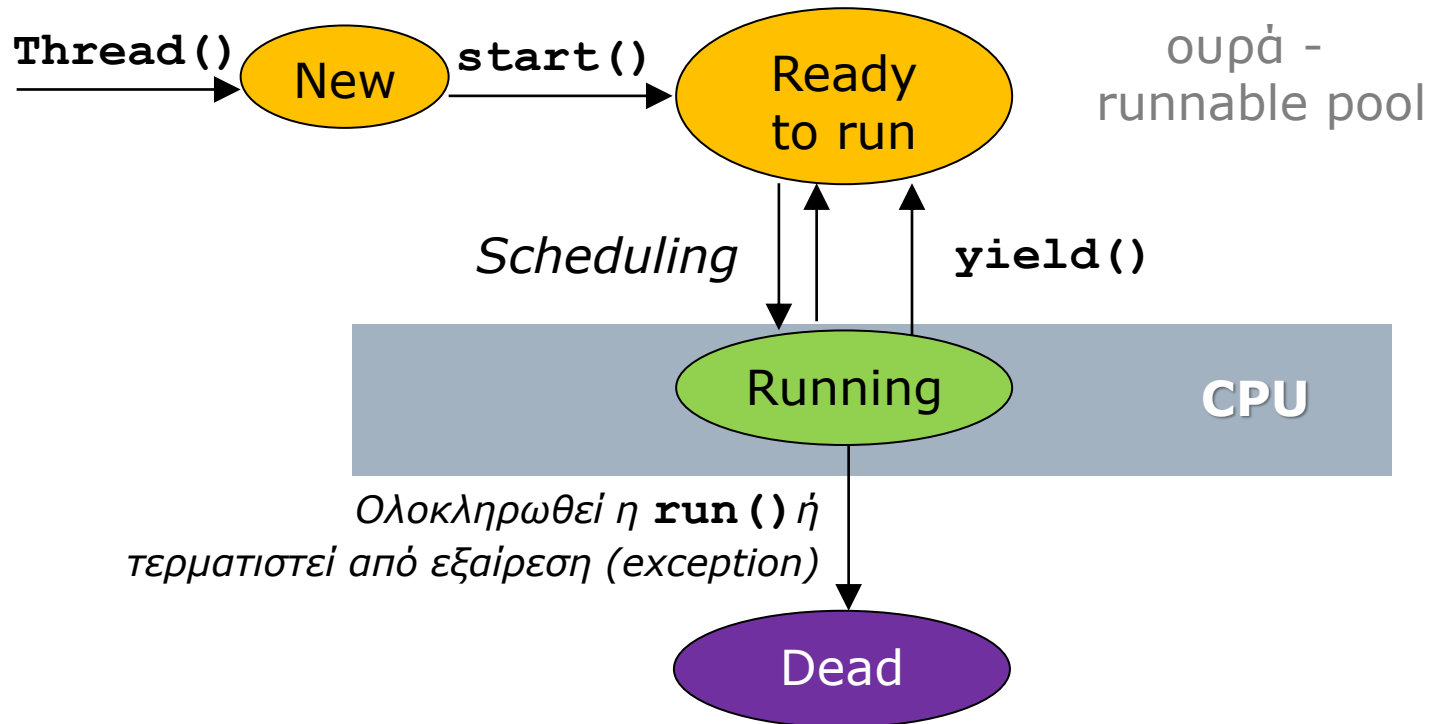 Thread()
New
start()
Ready
to run
ουρά -
runnable pool
Scheduling
yield()
Running
CPU
Ολοκληρωθεί η run() ή
τερματιστεί από εξαίρεση (exception)
Dead